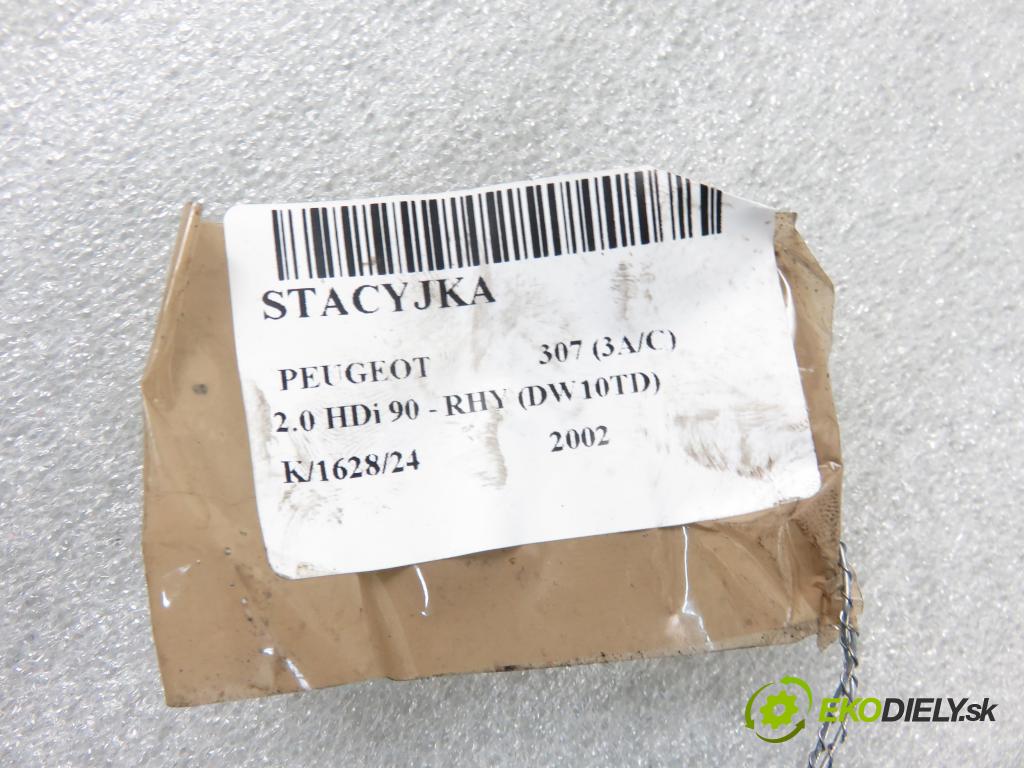 STACYJKA
PEUGEOT 307 (3A/C)
2.0 HDi 90 - RHY (DW10TD)
K/1628/24 2002
EKODIELY.sk